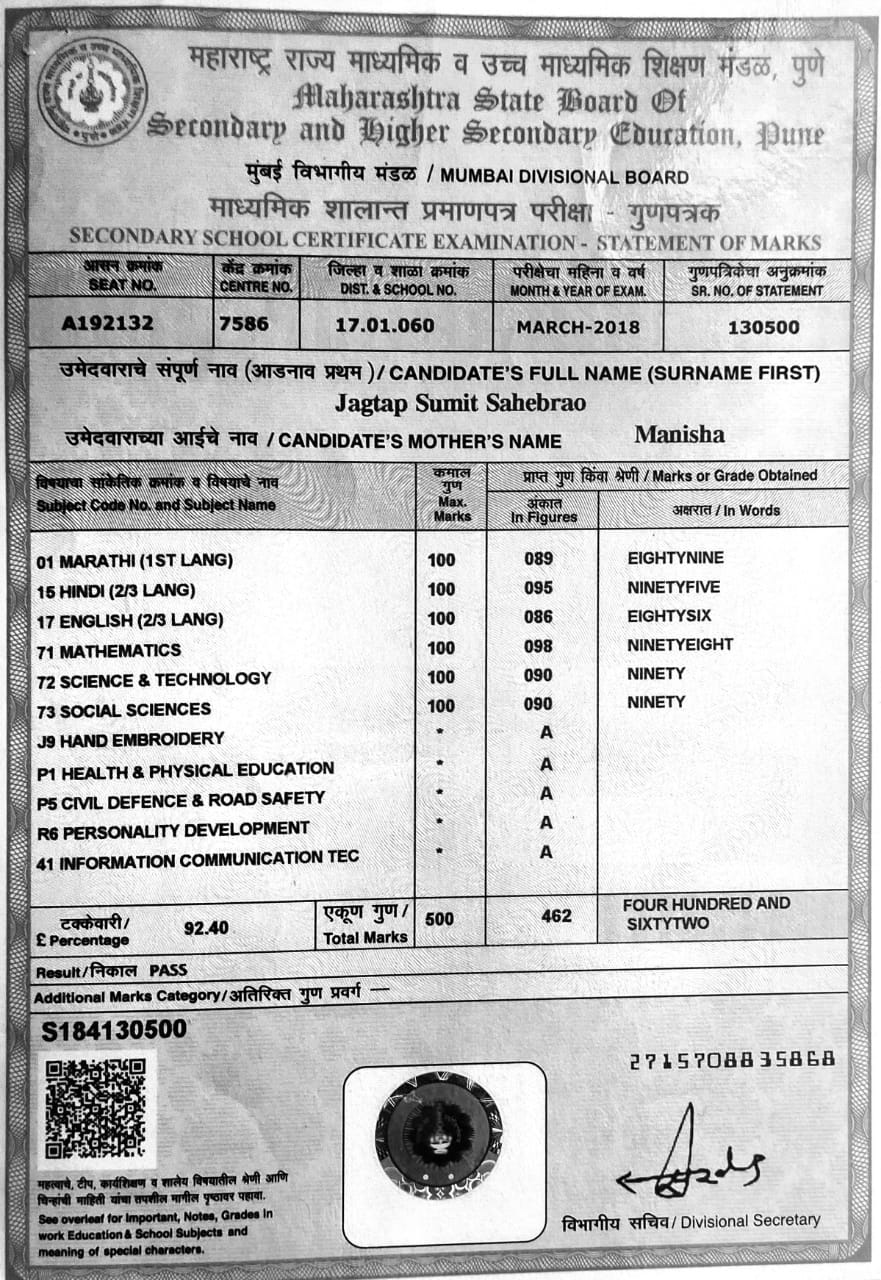 महाराष्ट्र राज्य माध्यमिक व उच्च माध्यमिक शिक्षण मंडळ, पुणे
Maharashtra State Board Of
Secondary and Higher Secondary Education, Pune
मुंबई विभागीय मंडळ / MUMBAI DIVISIONAL BOARD
माध्यमिक शालान्त प्रमाणपत्र परीक्षा - गुणपत्रक
SECONDARY SCHOOL CERTIFICATE EXAMINATION - STATEMENT OF MARKS
आसन क्रमांक केंद्र क्रमांक जिल्हा व शाळा क्रमांक परीक्षेचा महिना व वर्ष गुणपत्रिकेचा अनुक्रमांक
SEAT NO. CENTRE NO. DIST. & SCHOOL NO. MONTH & YEAR OF EXAM. SR. NO. OF STATEMENT
A192132 7586 17.01.060 MARCH-2018 130500
उमेदवाराचे संपूर्ण नाव (आडनाव प्रथम )/ CANDIDATE'S FULL NAME (SURNAME FIRST)
Jagtap Sumit Sahebrao
उमेदवाराच्या आईचे नाव / CANDIDATE'S MOTHER'S NAME Manisha
विषयाचा सांकेतिक क्रमांक व विषयाचे नाव
Subject Code No. and Subject Name
कमाल
गुण
Max.
Marks
प्राप्त गुण किंवा श्रेणी / Marks or Grade Obtained
अंकात
In Figures
अक्षरात / In Words
01 MARATHI (1ST LANG) 100 089 EIGHTYNINE
15 HINDI (2/3 LANG) 100 095 NINETYFIVE
17 ENGLISH (2/3 LANG) 100 086 EIGHTYSIX
71 MATHEMATICS 100 098 NINETYEIGHT
72 SCIENCE & TECHNOLOGY 100 090 NINETY
73 SOCIAL SCIENCES 100 090 NINETY
J9 HAND EMBROIDERY * A
P1 HEALTH & PHYSICAL EDUCATION * A
P5 CIVIL DEFENCE & ROAD SAFETY * A
R6 PERSONALITY DEVELOPMENT * A
41 INFORMATION COMMUNICATION TEC * A
टक्केवारी/
£ Percentage
92.40
एकूण गुण /
Total Marks
500 462
FOUR HUNDRED AND
SIXTYTWO
Result/निकाल PASS
Additional Marks Category/अतिरिक्त गुण प्रवर्ग —
S184130500
2715708835868
महत्वाचे, टीप, कार्यशिक्षण व शालेय विषयातील श्रेणी आणि
चिन्हांची माहिती यांचा तपशील मागील पृष्ठावर पहावा.
See overleaf for Important, Notes, Grades in
work Education & School Subjects and
meaning of special characters.
विभागीय सचिव / Divisional Secretary